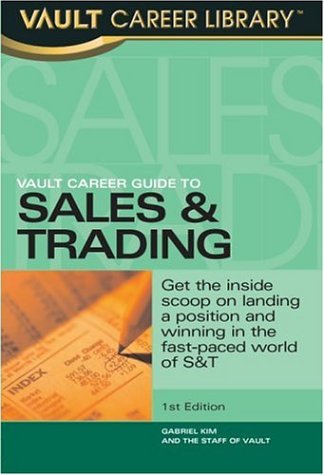 VAULT CAREER LIBRARY™
SALES
TRAD
VAULT CAREER GUIDE TO
SALES &
TRADING
Get the inside
scoop on landing
a position and
winning in the
fast-paced world
of S&T
1st Edition
INDEX
GABRIEL KIM
AND THE STAFF OF VAULT